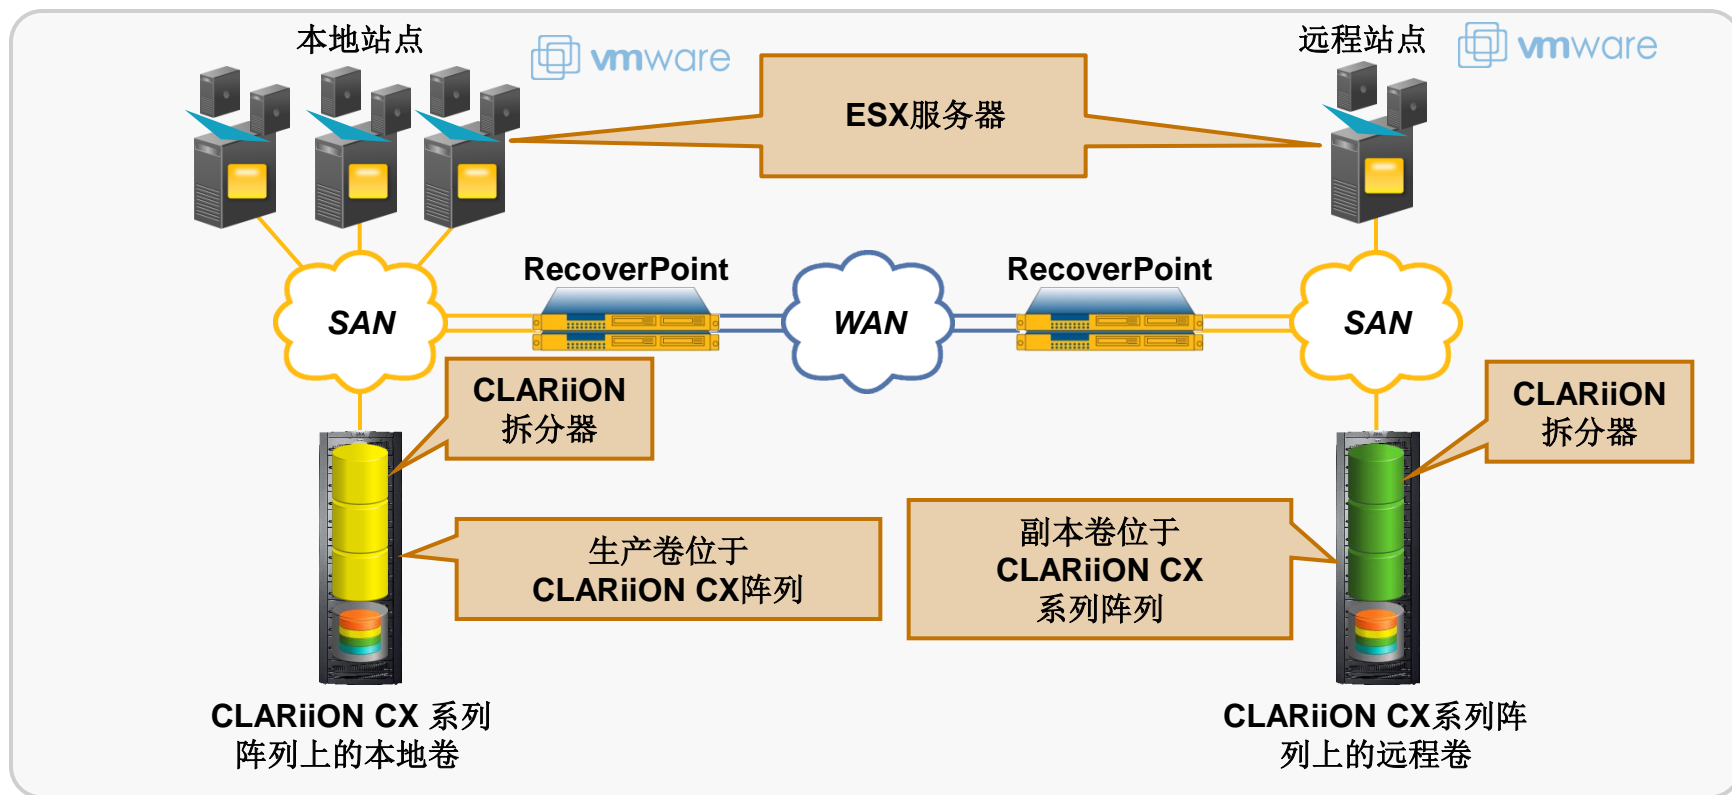 本地站点
vmware
远程站点
vmware
ESX服务器
RecoverPoint
RecoverPoint
SAN
WAN
SAN
CLARiiON
拆分器
CLARiiON
拆分器
生产卷位于
CLARiiON CX阵列
副本卷位于
CLARiiON CX
系列阵列
CLARiiON CX 系列
阵列上的本地卷
CLARiiON CX系列阵
列上的远程卷